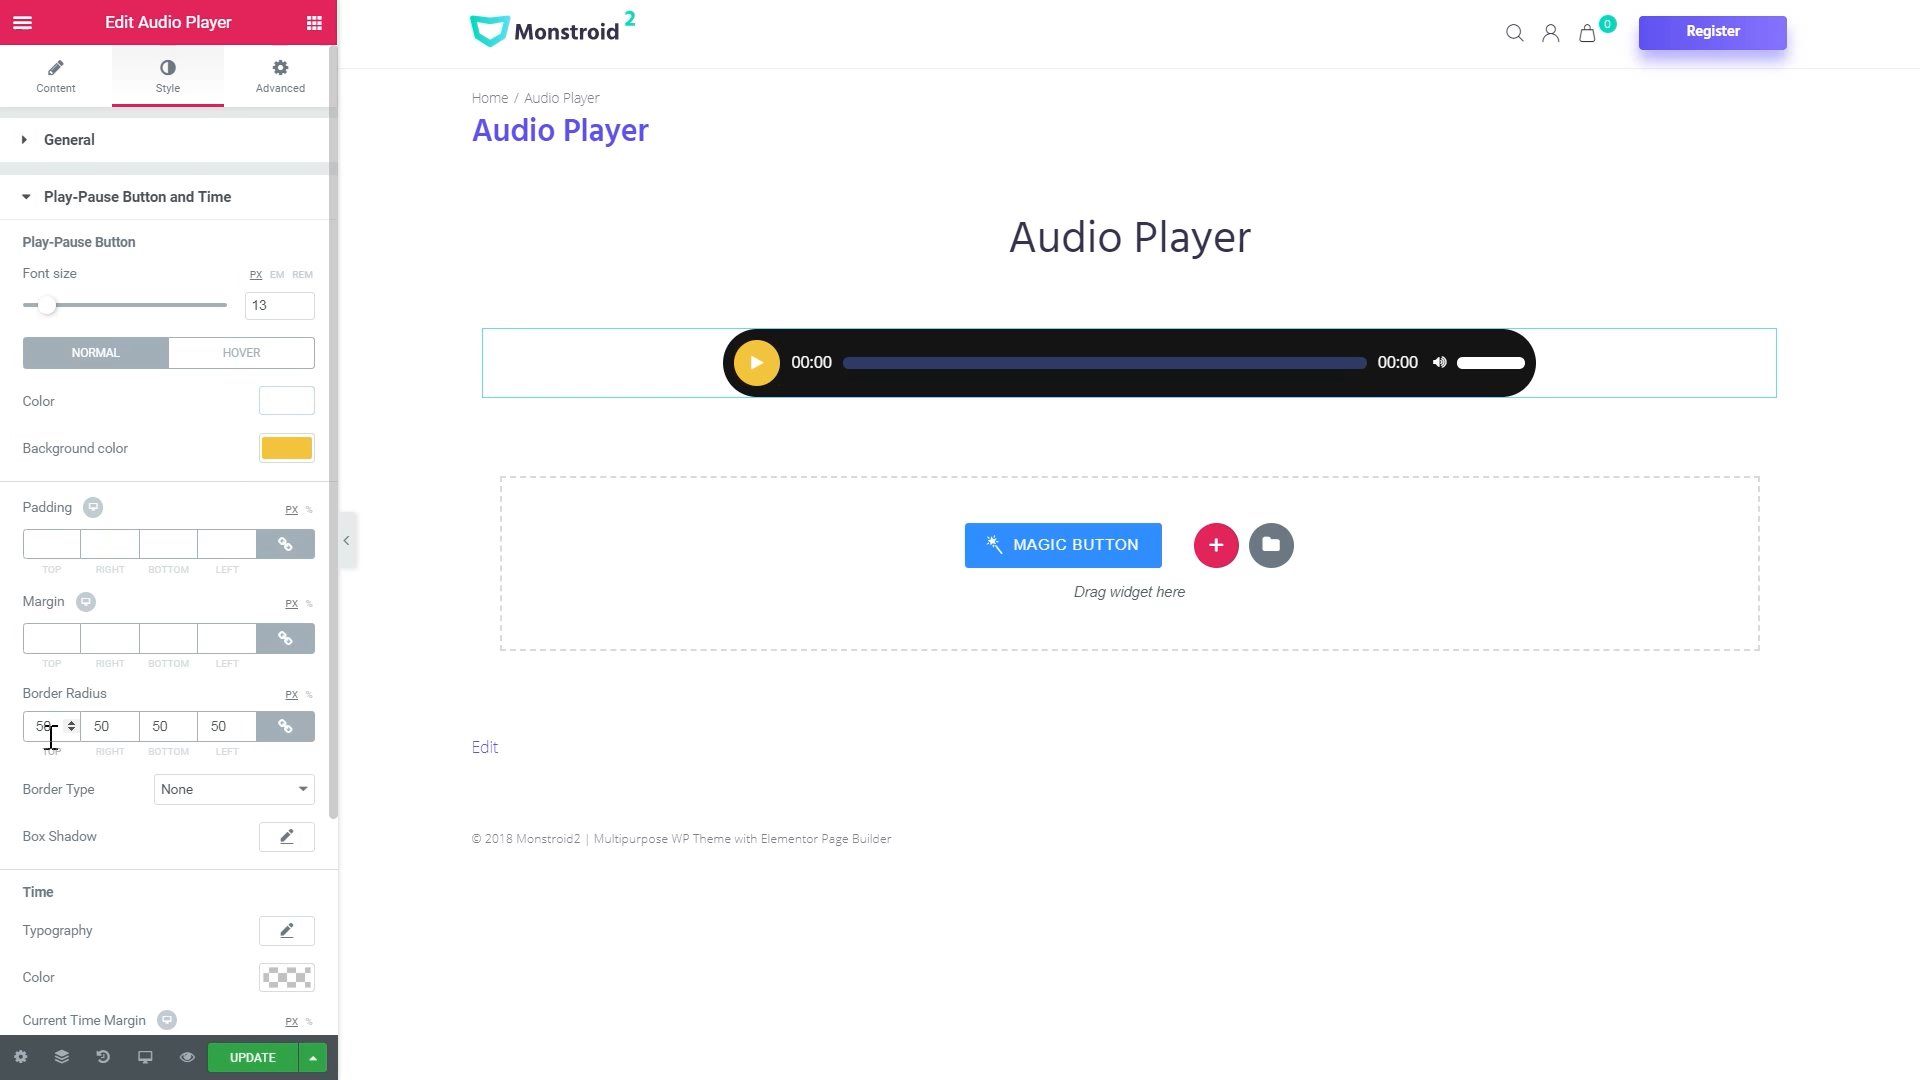 Edit Audio Player
Content
Style
Advanced
General
Play-Pause Button and Time
Play-Pause Button
Font size
PX EM REM
13
NORMAL
HOVER
Color
Background color
Padding
PX %
TOP RIGHT BOTTOM LEFT
Margin
PX %
TOP RIGHT BOTTOM LEFT
Border Radius
PX %
50 50 50 50
TOP RIGHT BOTTOM LEFT
Border Type
None
Box Shadow
Time
Typography
Color
Current Time Margin
PX %
UPDATE
Monstroid 2
0
Register
Home / Audio Player
Audio Player
Audio Player
00:00
00:00
MAGIC BUTTON
Drag widget here
Edit
© 2018 Monstroid2 | Multipurpose WP Theme with Elementor Page Builder